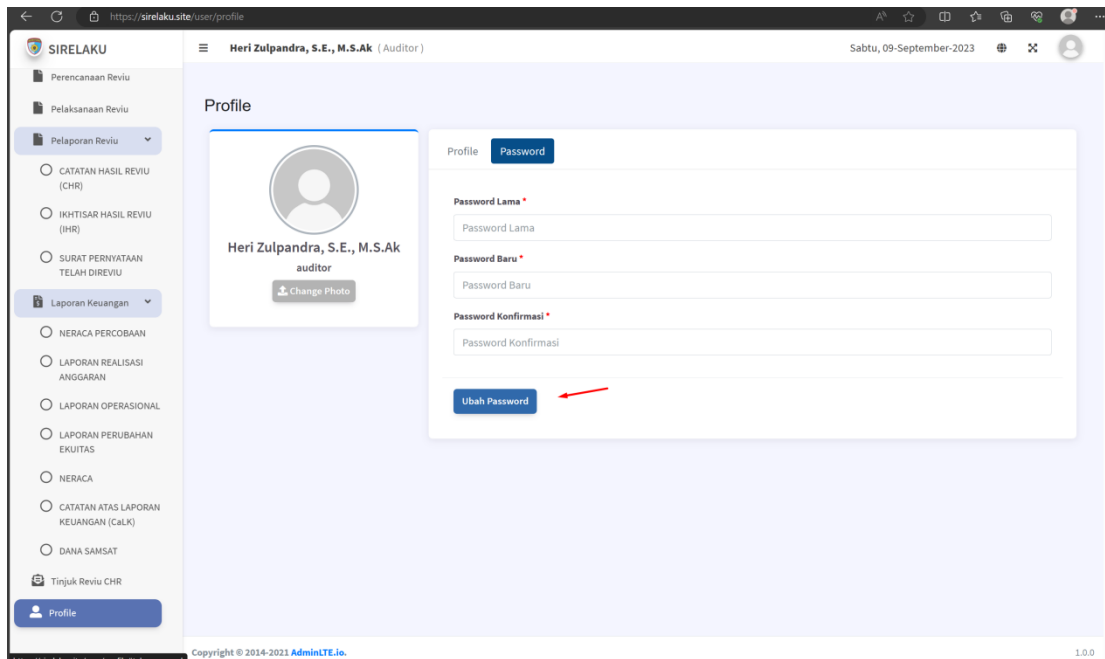 https://sirelaku.site/user/profile
SIRELAKU
Heri Zulpandra, S.E., M.S.Ak (Auditor)
Sabtu, 09-September-2023
Perencanaan Reviu
Pelaksanaan Reviu
Pelaporan Reviu
CATATAN HASIL REVIU
(CHR)
IKHTISAR HASIL REVIU
(IHR)
SURAT PERNYATAAN
TELAH DIREVIU
Laporan Keuangan
NERACA PERCOBAAN
LAPORAN REALISASI
ANGGARAN
LAPORAN OPERASIONAL
LAPORAN PERUBAHAN
EKUITAS
NERACA
CATATAN ATAS LAPORAN
KEUANGAN (CaLK)
DANA SAMSAT
Tinjuk Reviu CHR
Profile
Profile
Heri Zulpandra, S.E., M.S.Ak
auditor
Change Photo
Profile Password
Password Lama *
Password Lama
Password Baru *
Password Baru
Password Konfirmasi *
Password Konfirmasi
Ubah Password
Copyright © 2014-2021 AdminLTE.io.
1.0.0